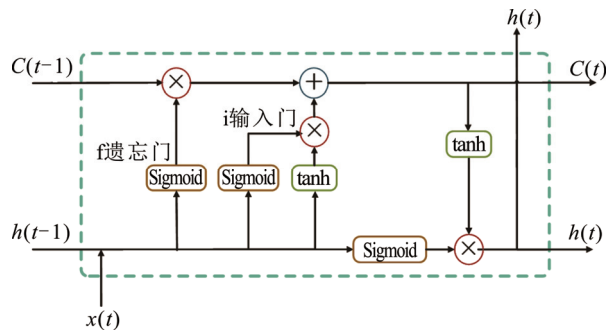 h(t)
C(t-1)
×
+
C(t)
i输入门
×
f遗忘门
tanh
Sigmoid
Sigmoid
tanh
h(t-1)
Sigmoid
×
h(t)
x(t)